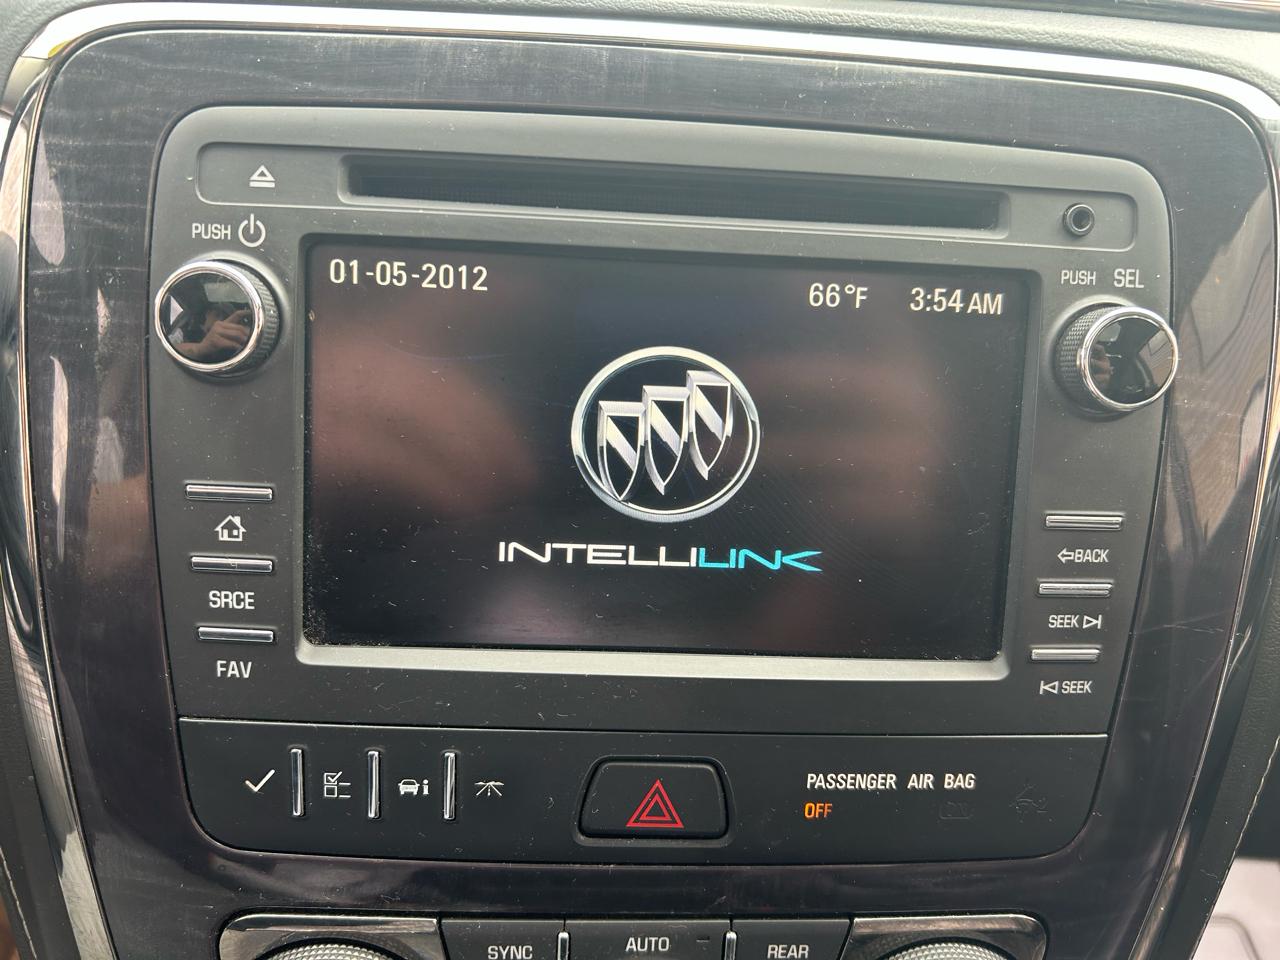 PUSH
01-05-2012
66°F
3:54 AM
PUSH SEL
INTELLILINK
BACK
SRCE
SEEK
FAV
SEEK
PASSENGER AIR BAG
OFF
SYNC
AUTO
REAR